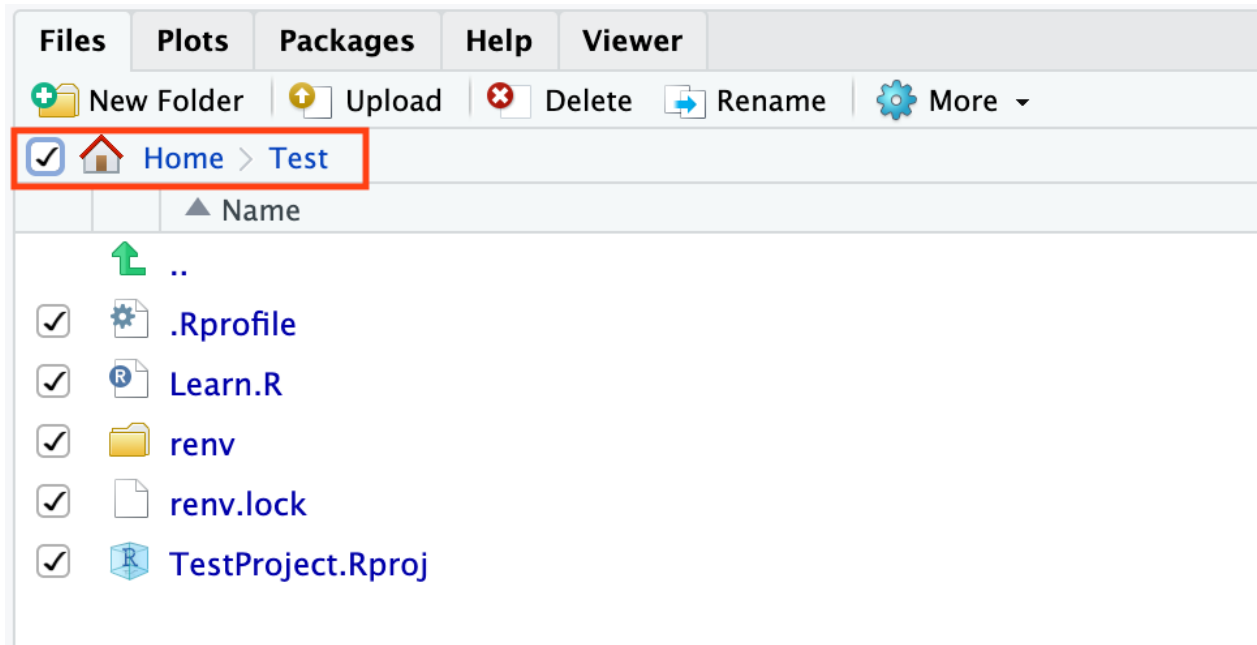 Files Plots Packages Help Viewer
New Folder Upload Delete Rename More
Home Test
Name
..
.Rprofile
R Learn.R
renv
renv.lock
R TestProject.Rproj